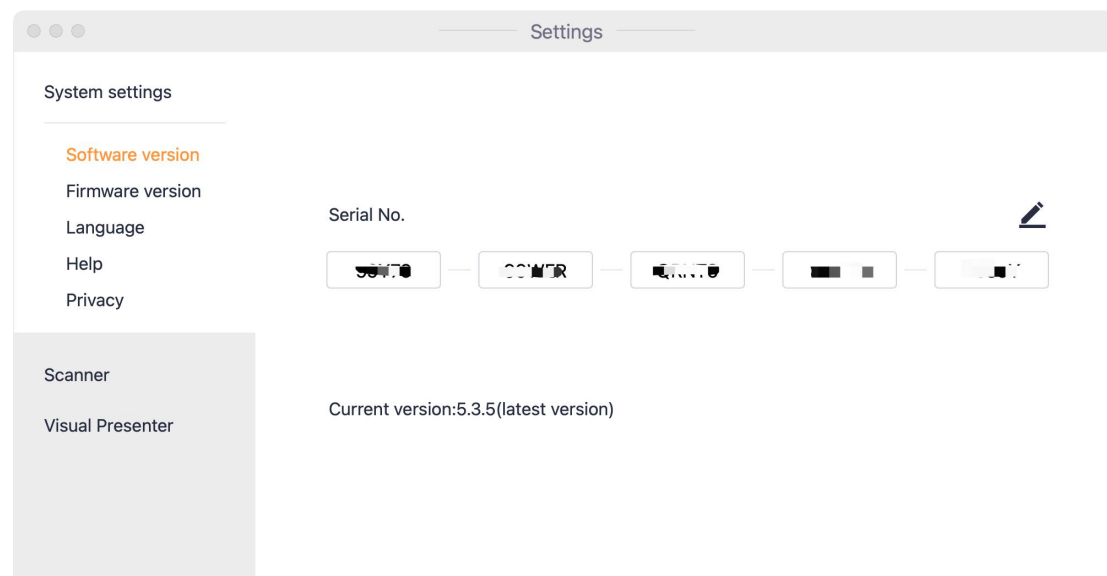 Settings
System settings
Software version
Firmware version
Language
Help
Privacy
Scanner
Visual Presenter
Serial No.
Current version:5.3.5(latest version)